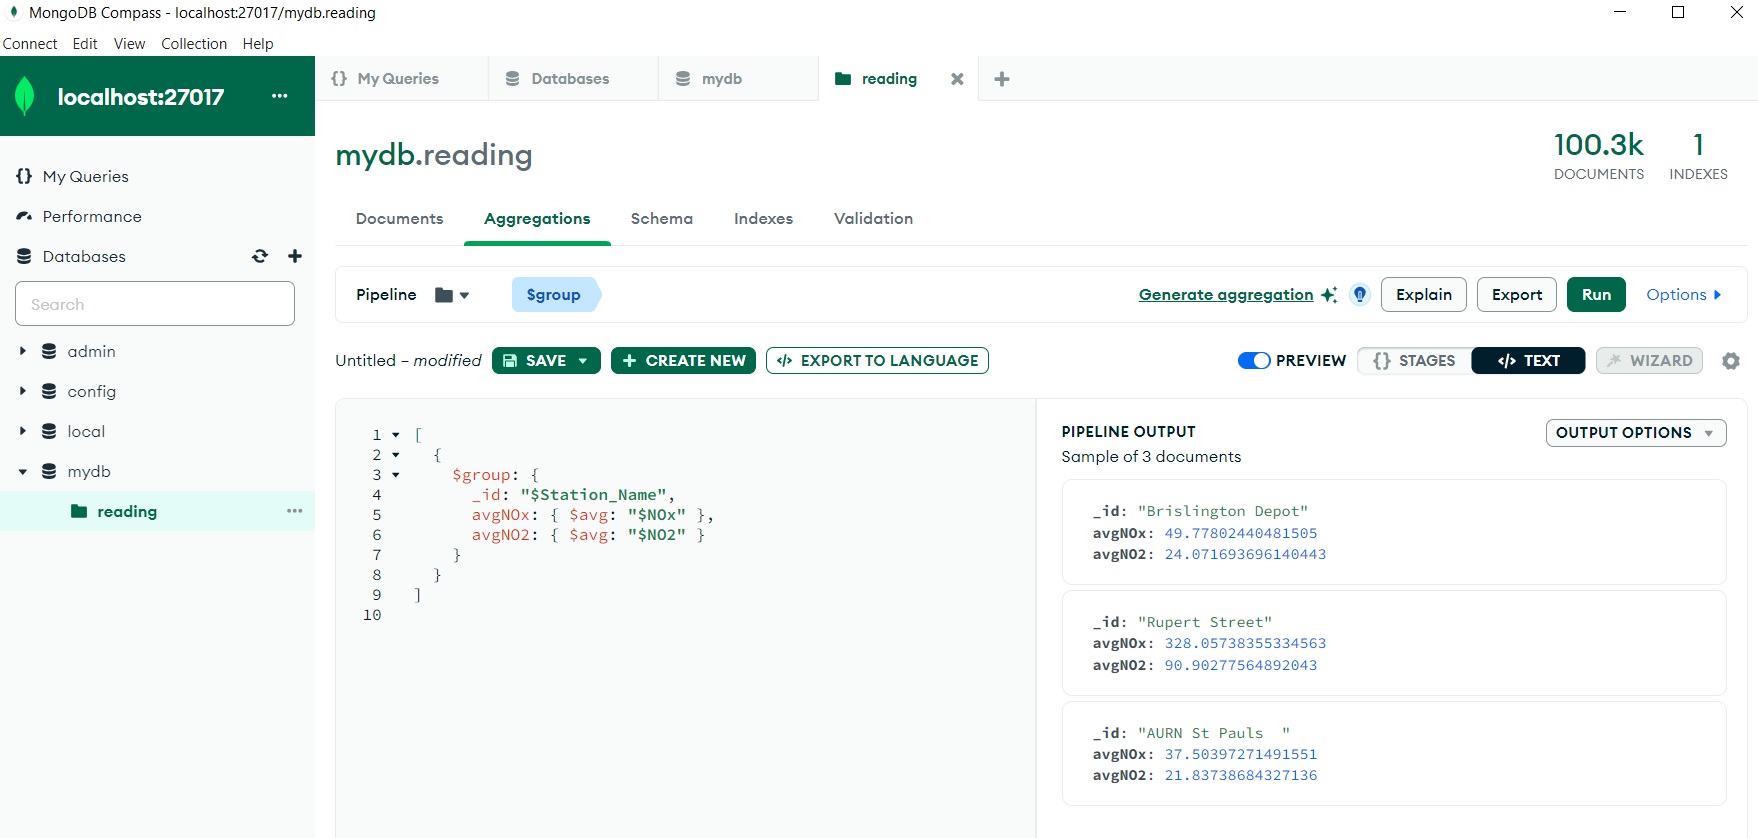 MongoDB Compass - localhost:27017/mydb.reading
Connect Edit View Collection Help
localhost:27017 ...
My Queries
Performance
Databases
Search
admin
config
local
mydb
reading ...
{} My Queries Databases mydb reading
mydb.reading
100.3k 1
DOCUMENTS INDEXES
Documents Aggregations Schema Indexes Validation
Pipeline $group Generate aggregation Explain Export Run Options
Untitled – modified SAVE + CREATE NEW </> EXPORT TO LANGUAGE PREVIEW {} STAGES </> TEXT WIZARD
1 [
2 {
3 $group: {
4 _id: "$Station_Name",
5 avgNOx: { $avg: "$NOx" },
6 avgNO2: { $avg: "$NO2" }
7 }
8 }
9 ]
10
PIPELINE OUTPUT
Sample of 3 documents
OUTPUT OPTIONS
_id: "Brislington Depot"
avgNOx: 49.77802440481505
avgNO2: 24.071693696140443
_id: "Rupert Street"
avgNOx: 328.05738355334563
avgNO2: 90.90277564892043
_id: "AURN St Pauls  "
avgNOx: 37.50397271491551
avgNO2: 21.83738684327136